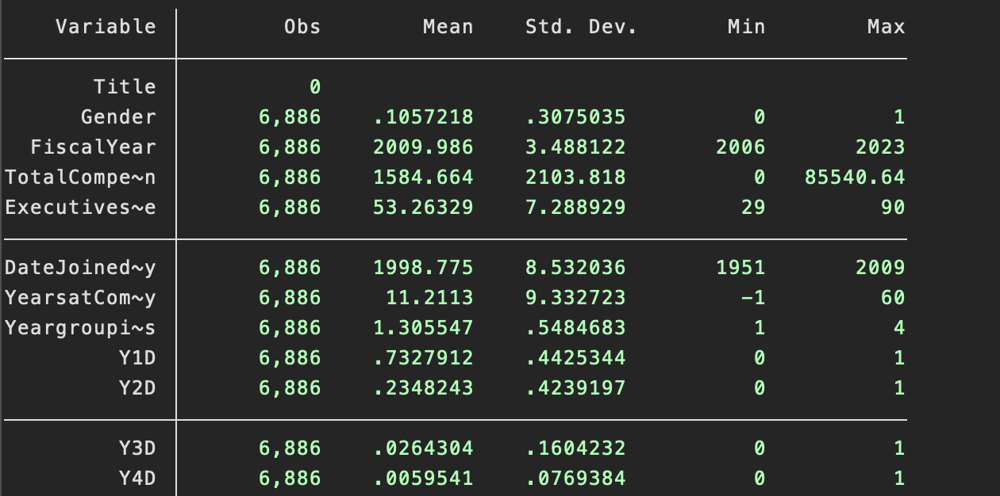 Variable Obs Mean Std. Dev. Min Max
Title 0
Gender 6,886 .1057218 .3075035 0 1
FiscalYear 6,886 2009.986 3.488122 2006 2023
TotalCompe~n 6,886 1584.664 2103.818 0 85540.64
Executives~e 6,886 53.26329 7.288929 29 90
DateJoined~y 6,886 1998.775 8.532036 1951 2009
YearsatCom~y 6,886 11.2113 9.332723 -1 60
Yeargroupi~s 6,886 1.305547 .5484683 1 4
Y1D 6,886 .7327912 .4425344 0 1
Y2D 6,886 .2348243 .4239197 0 1
Y3D 6,886 .0264304 .1604232 0 1
Y4D 6,886 .0059541 .0769384 0 1